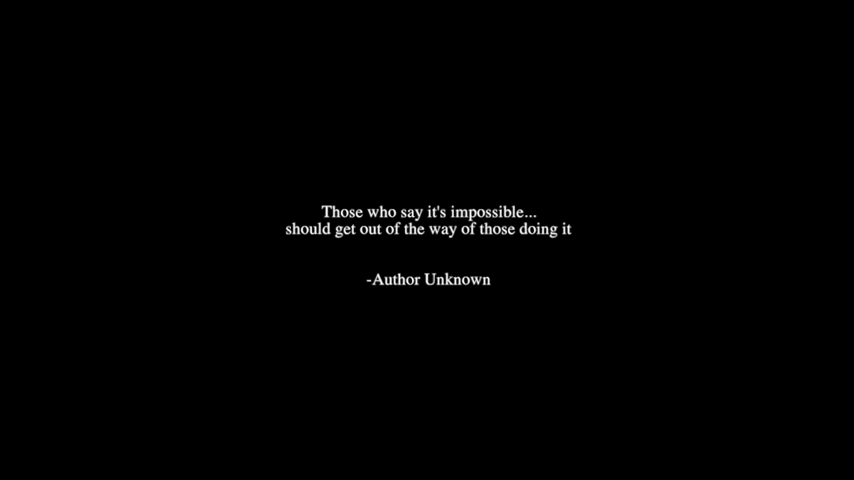 Those who say it's impossible...
should get out of the way of those doing it
-Author Unknown